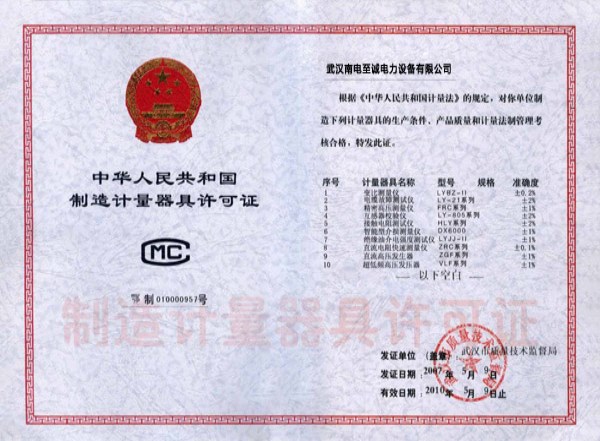 中华人民共和国
制造计量器具许可证
CMC
鄂 制 010000957号
武汉南电至诚电力设备有限公司
根据《中华人民共和国计量法》的规定，对你单位制
造下列计量器具的生产条件、产品质量和计量法制管理考
核合格，特发此证。
序号 计量器具名称 型号 规格 准确度
1 变比测量仪 LYBZ-II ±0.2%
2 电缆故障测试仪 LY-21系列 ±1%
3 精密高压测量仪 FRC系列 ±1%
4 互感器校验仪 LY-805系列 ±2%
5 接触电阻测试仪 HLY系列 ±2%
6 智能型介损测量仪 DX6000 ±1%
7 绝缘油介电强度测试仪 LYJJ-II ±1%
8 直流电阻快速测量仪 ZRC系列 ±0.1%
9 直流高压发生器 ZGF系列 ±1%
10 超低频高压发压器 VLF系列 ±1%
以下空白
制造计量器具许可证
发证单位 (盖章): 武汉市质量技术监督局
发证日期: 2007 年 5月 9日
有效日期: 2010 年 5月 9日止